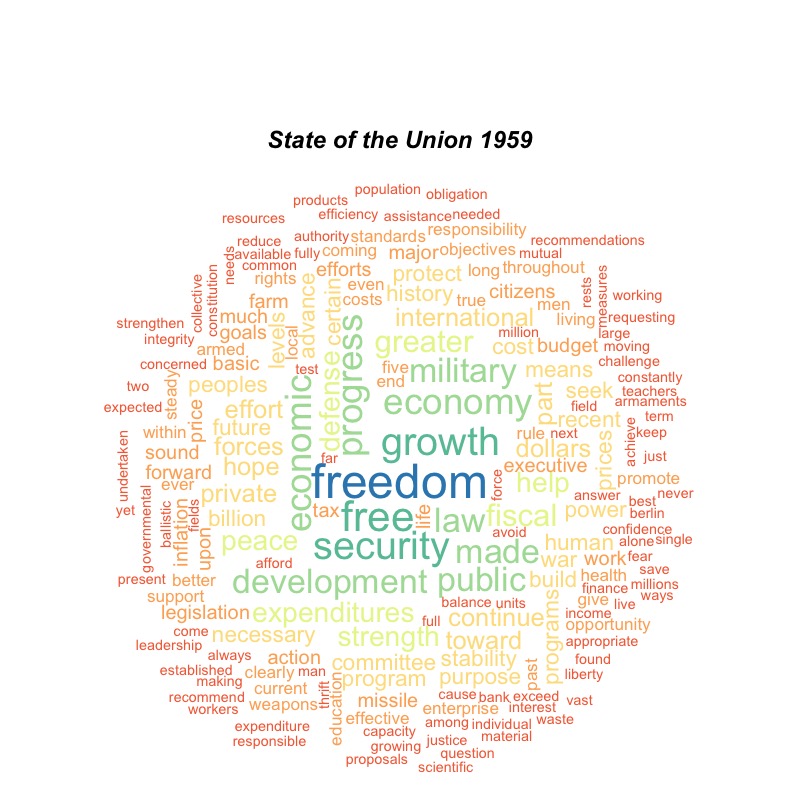 State of the Union 1959
population
products
obligation
resources
efficiency
assistance
needed
reduce
authority
standards
responsibility
recommendations
available
fully
coming
major
objectives
mutual
needs
common
rights
efforts
protect
long
throughout
collective
constitution
farm
advance
certain
even
costs
history
true
citizens
men
rests
measures
working
strengthen
much
international
living
requesting
integrity
goals
levels
local
progress
greater
million
large
armed
cost
budget
moving
concerned
basic
test
defense
five
military
means
challenge
two
steady
peoples
end
part
seek
constantly
teachers
expected
price
effort
economic
economy
field
armaments
term
within
future
growth
rule
next
recent
achieve
keep
sound
forces
dollars
prices
just
undertaken
forward
hope
far
freedom
force
executive
promote
ever
private
help
answer
never
yet
governmental
ballistic
fields
inflation
upon
billion
tax
free
life
law
fiscal
power
best
berlin
peace
security
avoid
made
human
confidence
alone
single
afford
war
work
fear
present
better
development
public
build
health
save
support
finance
millions
ways
legislation
expenditures
balance
units
continue
programs
give
live
income
opportunity
come
necessary
full
strength
toward
appropriate
leadership
always
action
committee
stability
found
established
clearly
man
program
purpose
past
liberty
making
current
recommend
weapons
thrift
education
missile
cause
bank
exceed
vast
workers
enterprise
interest
expenditure
effective
among
individual
waste
responsible
capacity
material
growing
justice
proposals
question
scientific